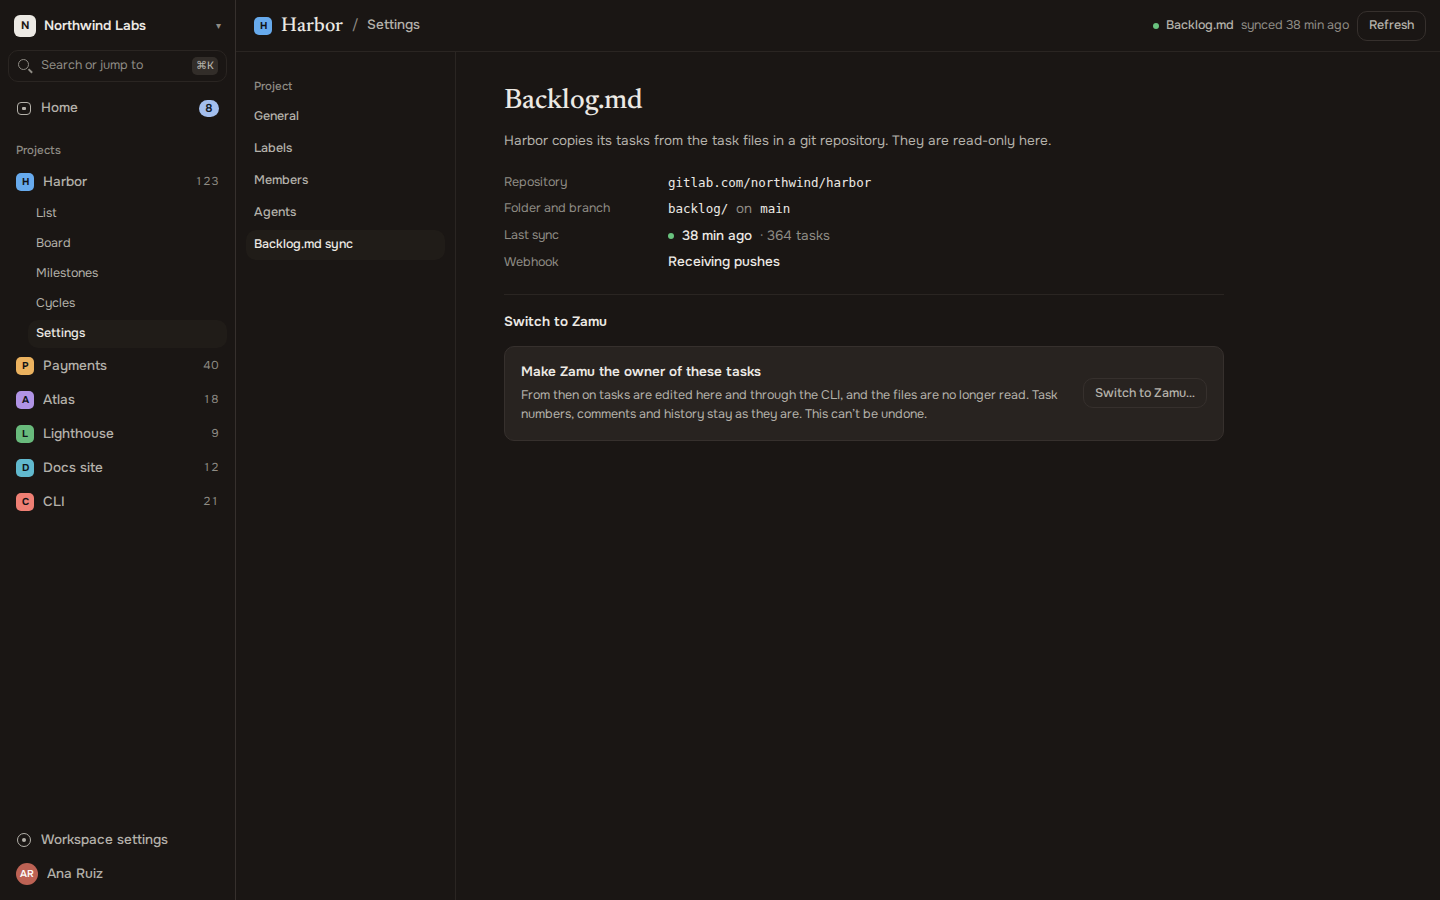 N Northwind Labs ▾
Search or jump to ⌘K
Home 8
Projects
H Harbor 123
List
Board
Milestones
Cycles
Settings
P Payments 40
A Atlas 18
L Lighthouse 9
D Docs site 12
C CLI 21
Workspace settings
AR Ana Ruiz
H Harbor / Settings
Backlog.md synced 38 min ago Refresh
Project
General
Labels
Members
Agents
Backlog.md sync
Backlog.md
Harbor copies its tasks from the task files in a git repository. They are read-only here.
Repository gitlab.com/northwind/harbor
Folder and branch backlog/ on main
Last sync 38 min ago · 364 tasks
Webhook Receiving pushes
Switch to Zamu
Make Zamu the owner of these tasks
From then on tasks are edited here and through the CLI, and the files are no longer read. Task
numbers, comments and history stay as they are. This can't be undone.
Switch to Zamu...